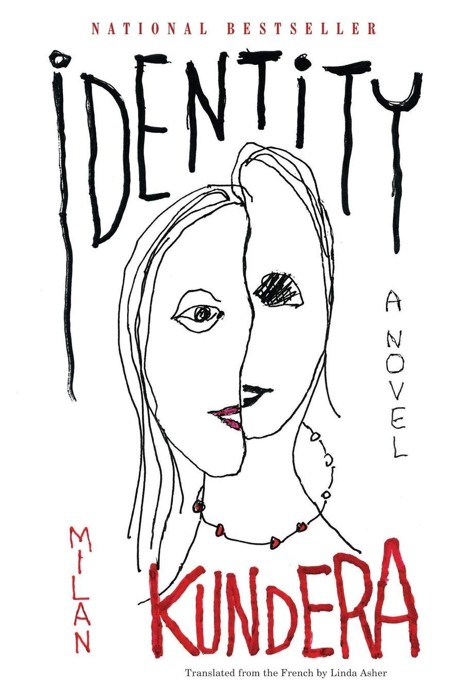 NATIONAL BESTSELLER
iDENTiTY
A NOVEL
MILAN
KUNDERA
Translated from the French by Linda Asher